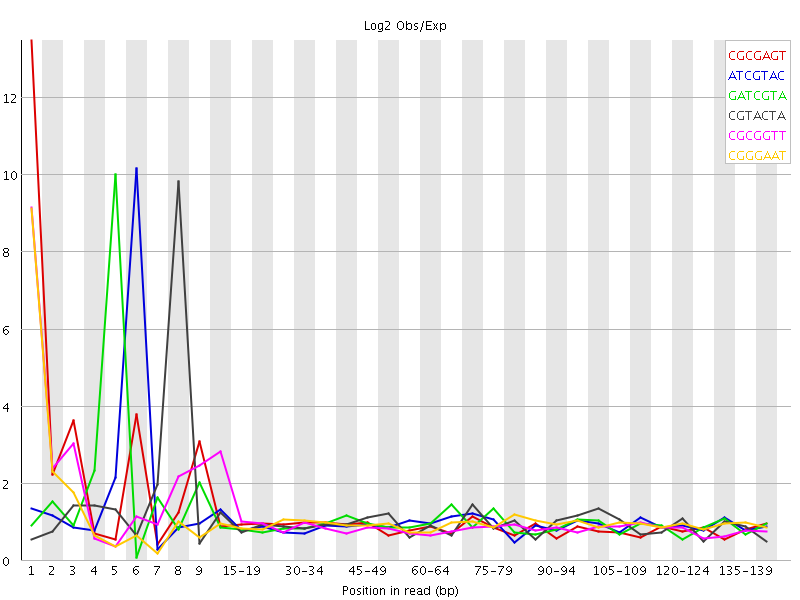 Log2 Obs/Exp
CGCGAGT
ATCGTAC
GATCGTA
CGTACTA
CGCGGTT
CGGGAAT
12
10
8
6
4
2
0
1 2 3 4 5 6 7 8 9 15-19 30-34 45-49 60-64 75-79 90-94 105-109 120-124 135-139
Position in read (bp)